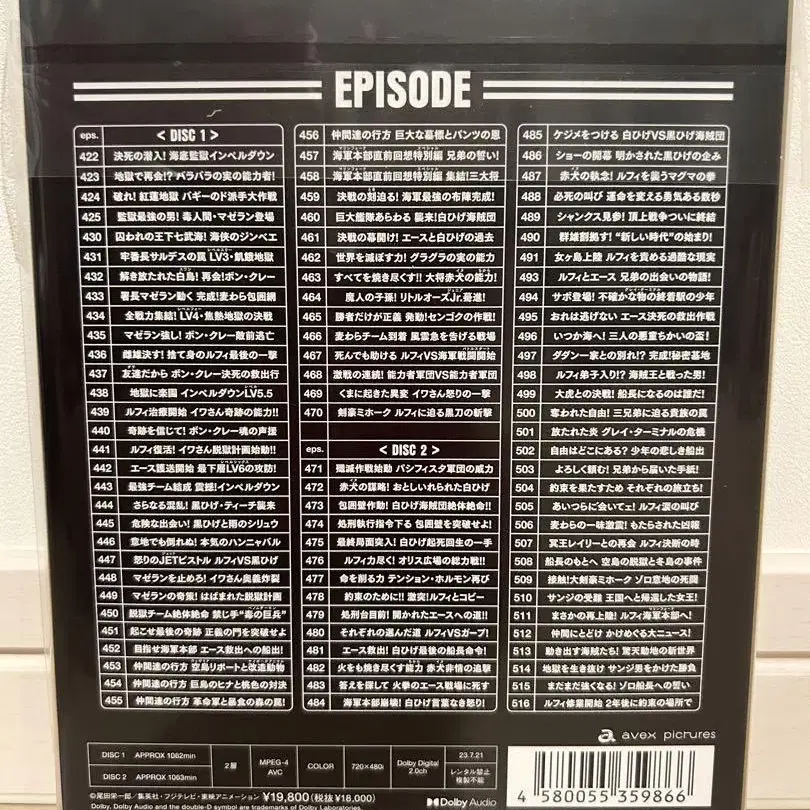 EPISODE
eps. < DISC 1 >
422 決死の潜入! 海底監獄インペルダウン
423 地獄で再会!? バラバラの実の能力者!
424 破れ! 紅蓮地獄 バギーのド派手大作戦
425 監獄最強の男! 毒人間・マゼラン登場
430 囚われの王下七武海! 海侠のジンベエ
431 牢番長サルデスの罠 LV3・飢餓地獄
432 解き放たれた白鳥! 再会!ボン・クレー
433 署長マゼラン動く 完成!麦わら包囲網
434 全戦力集結! LV4・焦熱地獄の決戦
435 マゼラン強し! ボン・クレー敵前逃亡
436 雌雄決す! 捨て身のルフィ最後の一撃
437 友達だから ボン・クレー決死の救出行
438 地獄に楽園 インペルダウンLV5.5
439 ルフィ治療開始 イワさん奇跡の能力!!
440 奇跡を信じて! ボン・クレー魂の声援
441 ルフィ復活! イワさん脱獄計画始動!!
442 エース護送開始 最下層LV6の攻防!
443 最強チーム結成 震撼!インペルダウン
444 さらなる混乱! 黒ひげ・ティーチ襲来
445 危険な出会い! 黒ひげと雨のシリュウ
446 意地でも倒れぬ! 本気のハンニャバル
447 怒りのJETピストル ルフィVS黒ひげ
448 マゼランを止めろ! イワさん奥義炸裂
449 マゼランの奇策! はばまれた脱獄計画
450 脱獄チーム絶体絶命 禁じ手“毒の巨兵”
451 起こせ最後の奇跡 正義の門を突破せよ
452 目指せ海軍本部 エース救出への船出!
453 仲間達の行方 空島リポートと改造動物
454 仲間達の行方 巨鳥のヒナと桃色の対決
455 仲間達の行方 革命軍と暴食の森の罠!
456 仲間達の行方 巨大な墓標とパンツの恩
457 海軍本部直前回想特別編 兄弟の誓い!
458 海軍本部直前回想特別編 集結!三大将
459 決戦の刻迫る! 海軍最強の布陣完成!
460 巨大艦隊あらわる 襲来!白ひげ海賊団
461 決戦の幕開け! エースと白ひげの過去
462 世界を滅ぼす力! グラグラの実の能力
463 すべてを焼き尽くす!! 大将赤犬の能力!
464 魔人の子孫! リトルオーズJr.驀進!
465 勝者だけが正義 発動!センゴクの作戦!
466 麦わらチーム到着 風雲急を告げる戦場
467 死んでも助ける ルフィVS海軍戦闘開始
468 激戦の連続! 能力者軍団VS能力者軍団
469 くまに起きた異変 イワさん怒りの一撃
470 剣豪ミホーク ルフィに迫る黒刀の斬撃
eps. < DISC 2 >
471 殲滅作戦始動 パシフィスタ軍団の威力
472 赤犬の謀略! おとしいれられた白ひげ
473 包囲壁作動! 白ひげ海賊団絶体絶命!!
474 処刑執行指令下る 包囲壁を突破せよ!
475 最終局面突入! 白ひげ起死回生の一手
476 ルフィ力尽く! オリス広場の総力戦!!
477 命を削る力 テンション・ホルモン再び
478 約束のために!! 激突!ルフィとコビー
479 処刑台目前! 開かれたエースへの道!!
480 それぞれの選んだ道 ルフィVSガープ!
481 エース救出! 白ひげ最後の船長命令!
482 火をも焼き尽くす能力 赤犬非情の追撃
483 答えを探して 火拳のエース戦場に死す
484 海軍本部崩壊! 白ひげ言葉なき怒り!
485 ケジメをつける 白ひげVS黒ひげ海賊団
486 ショーの開幕 明かされた黒ひげの企み
487 赤犬の執念! ルフィを襲うマグマの拳
488 必死の叫び 運命を変える勇気ある数秒
489 シャンクス見参! 頂上戦争ついに終結
490 群雄割拠す! “新しい時代”の始まり!
491 女ヶ島上陸 ルフィを責める過酷な現実
493 ルフィとエース 兄弟の出会いの物語!
494 サボ登場! 不確かな物の終着駅の少年
495 おれは逃げない エース決死の救出作戦
496 いつか海へ! 三人の悪童ちかいの盃!
497 ダダン一家との別れ!? 完成!秘密基地
498 ルフィ弟子入り!? 海賊王と戦った男!
499 大虎との決戦! 船長になるのは誰だ!
500 奪われた自由! 三兄弟に迫る貴族の罠
501 放たれた炎 グレイ・ターミナルの危機
502 自由はどこにある? 少年の悲しき船出
503 よろしく頼む! 兄弟から届いた手紙!
504 約束を果たすため それぞれの旅立ち!
505 あいつらに会いてェ! ルフィ涙の叫び
506 麦わらの一味激震! もたらされた凶報
507 冥王レイリーとの再会 ルフィ決断の時
508 船長のもとへ 空島の脱獄と冬島の事件
509 接触!大剣豪ミホーク ゾロ意地の死闘
510 サンジの受難 王国へと帰還した女王!
511 まさかの再上陸! ルフィ海軍本部へ!
512 仲間にとどけ かけめぐる大ニュース!
513 動き出す海賊たち! 驚天動地の新世界
514 地獄を生き抜け サンジ男をかけた勝負
515 まだまだ強くなる! ゾロ船長への誓い
516 ルフィ修業開始 2年後に約束の場所で
avex pictures
DISC 1 APPROX 1062min
DISC 2 APPROX 1063min
2層
MPEG-4 AVC
COLOR
720×480i
Dolby Digital 2.0ch
23.7.21
レンタル禁止 複製不能
©尾田栄一郎/集英社・フジテレビ・東映アニメーション ¥19,800(税抜¥18,000)
Dolby, Dolby Audio and the double-D symbol are trademarks of Dolby Laboratories.
Dolby Audio
4 580055 359866